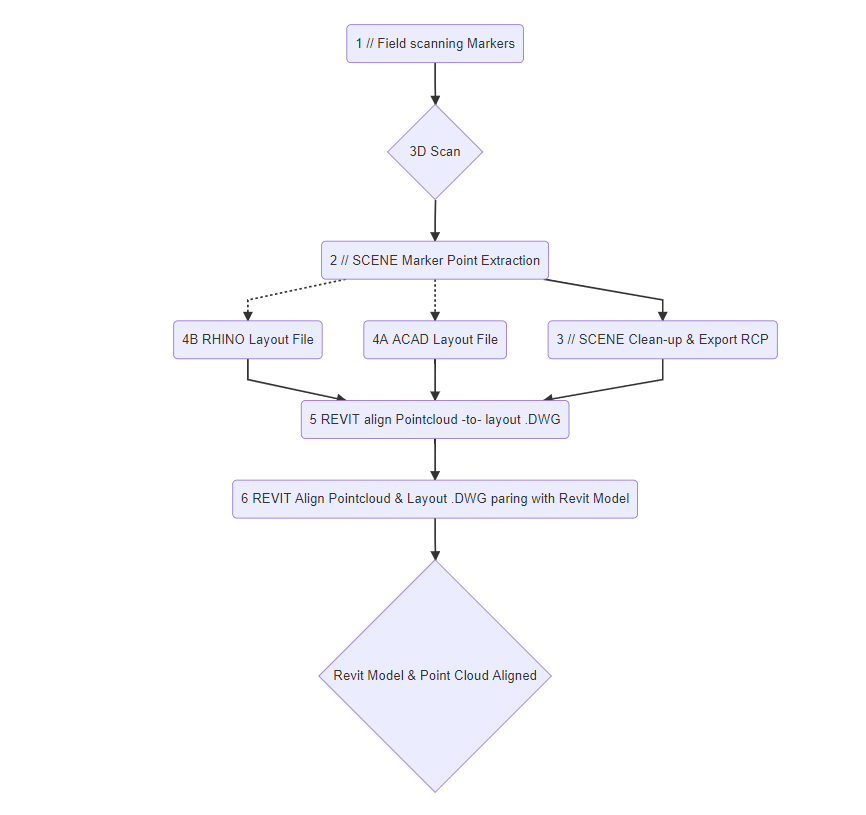 1 // Field scanning Markers
3D Scan
2 // SCENE Marker Point Extraction
4B RHINO Layout File
4A ACAD Layout File
3 // SCENE Clean-up & Export RCP
5 REVIT align Pointcloud -to- layout .DWG
6 REVIT Align Pointcloud & Layout .DWG paring with Revit Model
Revit Model & Point Cloud Aligned